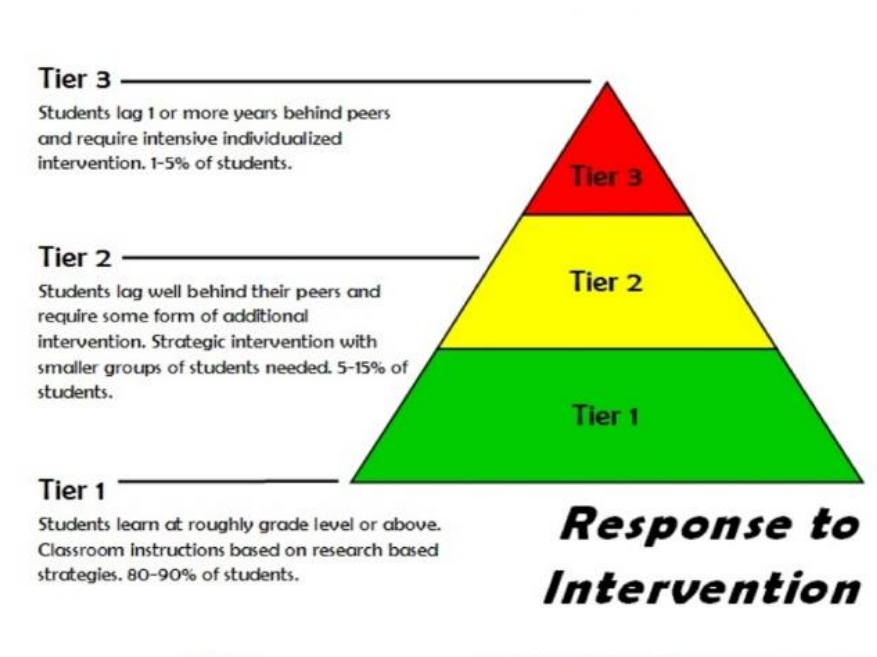 Tier 3
Students lag 1 or more years behind peers
and require intensive individualized
intervention. 1-5% of students.
Tier 3
Tier 2
Students lag well behind their peers and
require some form of additional
intervention. Strategic intervention with
smaller groups of students needed. 5-15% of
students.
Tier 2
Tier 1
Tier 1
Students learn at roughly grade level or above.
Classroom instructions based on research based
strategies. 80-90% of students.
Response to
Intervention